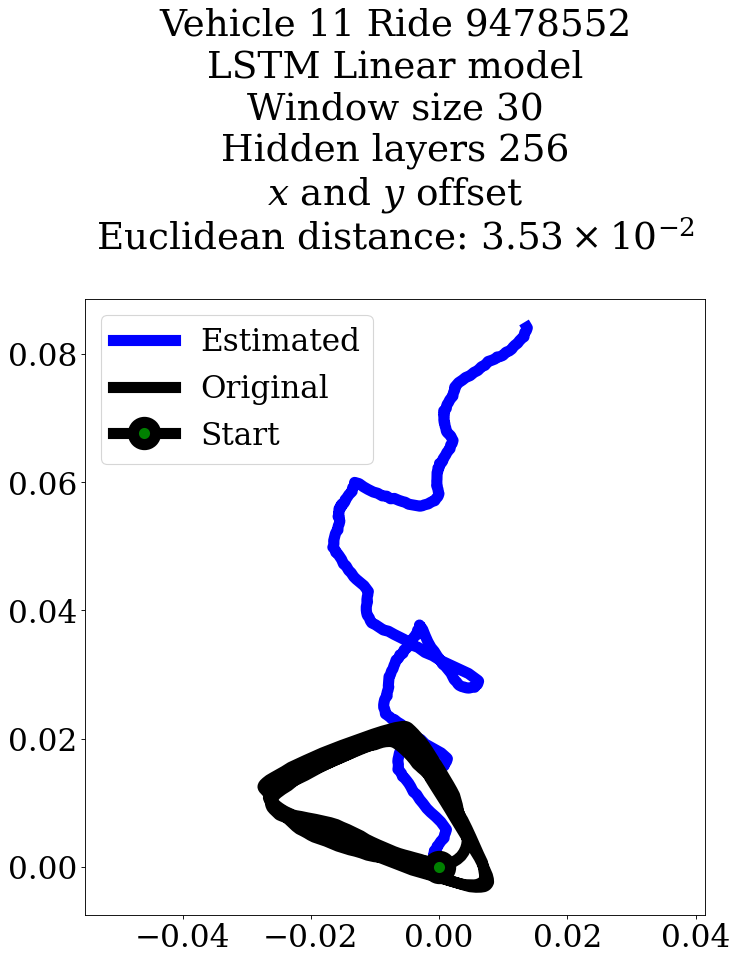 Vehicle 11 Ride 9478552
LSTM Linear model
Window size 30
Hidden layers 256
x and y offset
Euclidean distance: 3.53 × 10⁻²
Estimated
Original
Start
0.08
0.06
0.04
0.02
0.00
−0.04 −0.02 0.00 0.02 0.04